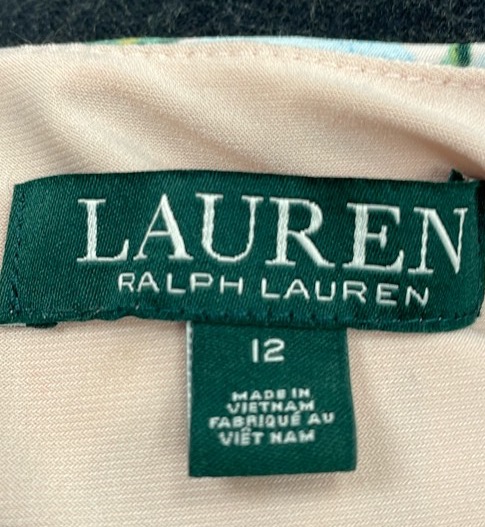 LAUREN
RALPH LAUREN
12
MADE IN
VIETNAM
FABRIQUÉ AU
VIÊT NAM